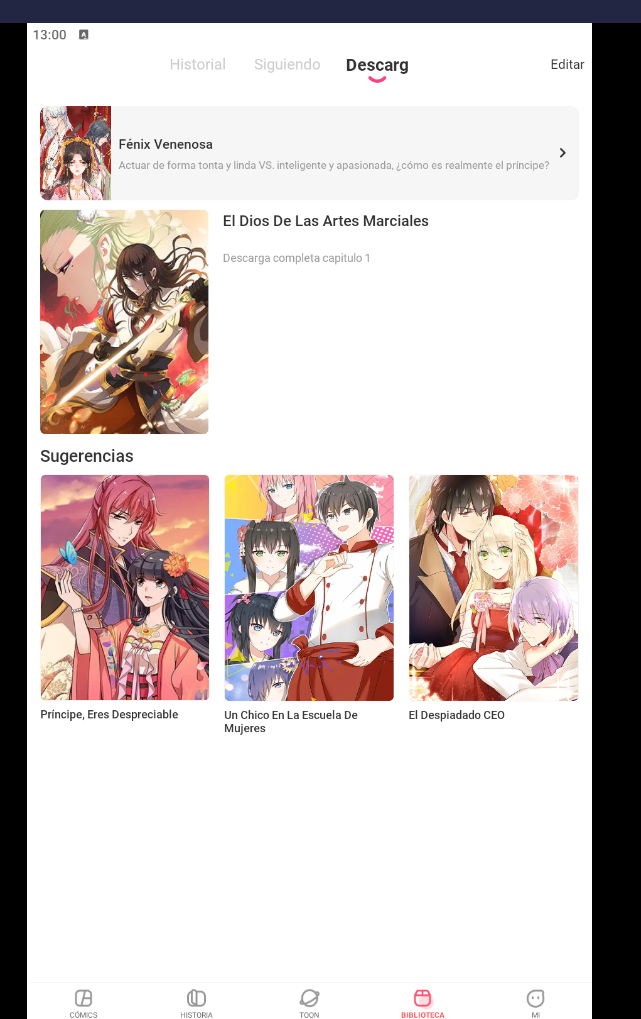 13:00
Historial Siguiendo Descarg Editar
Fénix Venenosa
Actuar de forma tonta y linda VS. inteligente y apasionada, ¿cómo es realmente el príncipe?
El Dios De Las Artes Marciales
Descarga completa capitulo 1
Sugerencias
Príncipe, Eres Despreciable
Un Chico En La Escuela De
Mujeres
El Despiadado CEO
CÓMICS HISTORIA TOON BIBLIOTECA MI